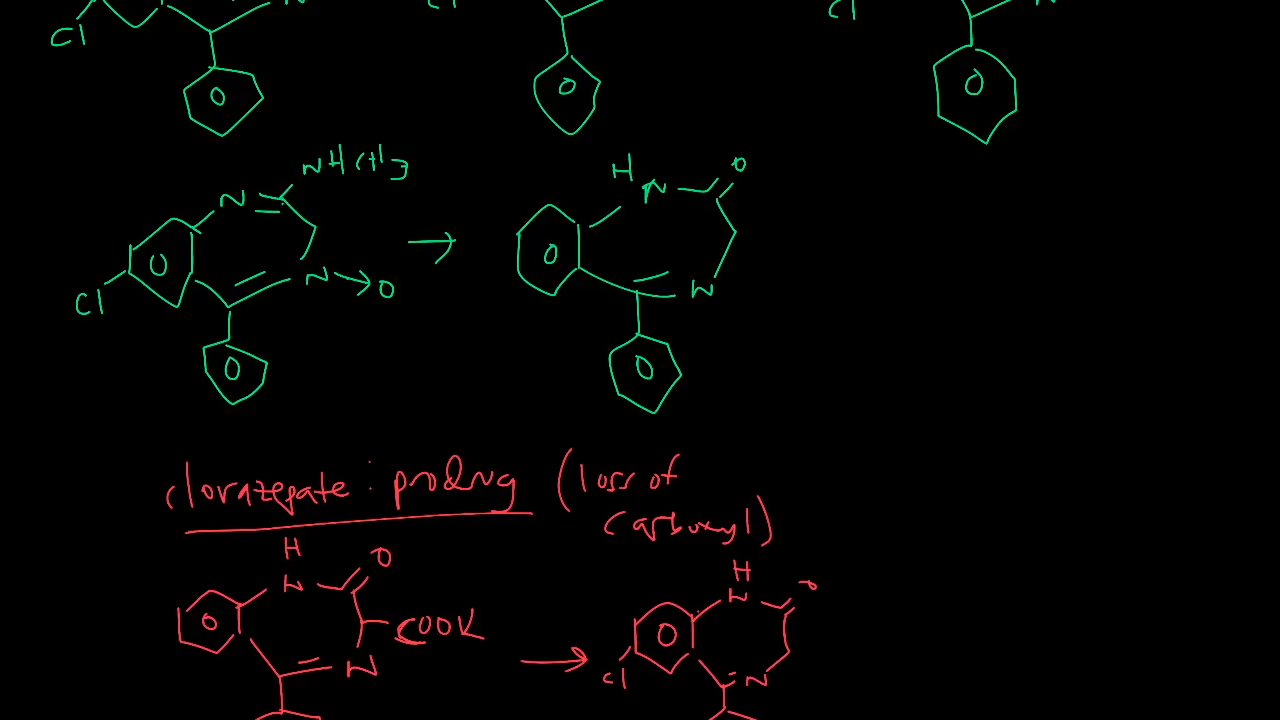 Cl N Cl Cl N
O O O
NHCH3
H O
N N
O O
N→O N
Cl
O O
clorazepate : prodrug (loss of
carboxyl)
H O H O
N N
O COOK O
N Cl N